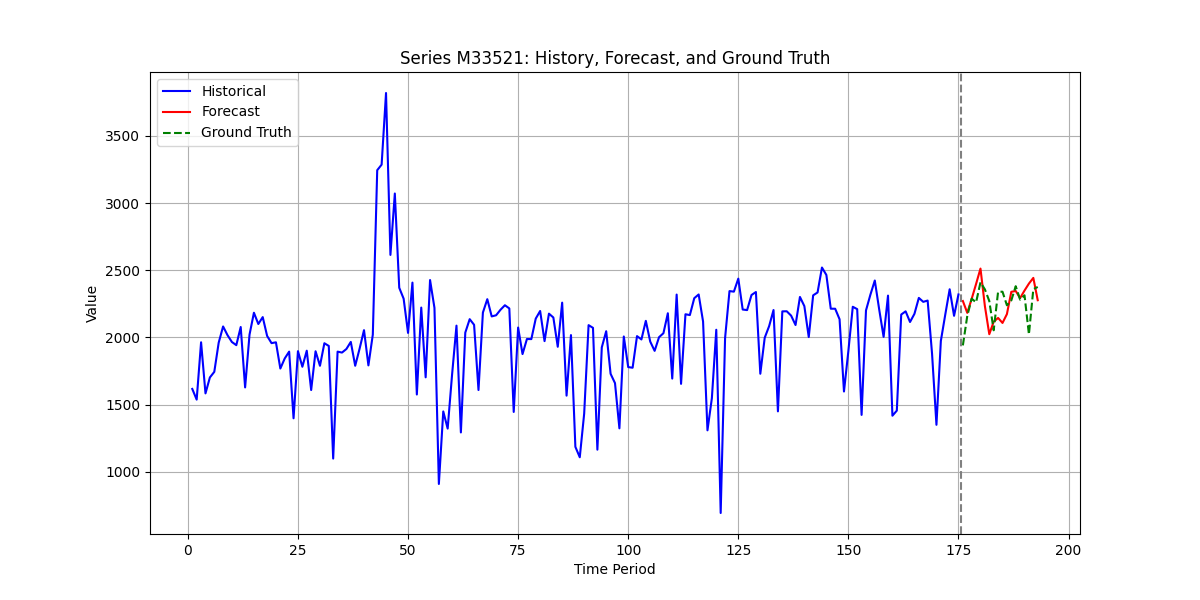 Series M33521: History, Forecast, and Ground Truth
Historical
Forecast
Ground Truth
3500
3000
2500
2000
1500
1000
Value
0 25 50 75 100 125 150 175 200
Time Period